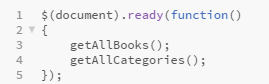 1 $(document).ready(function()
2 {
3     getAllBooks();
4     getAllCategories();
5 });